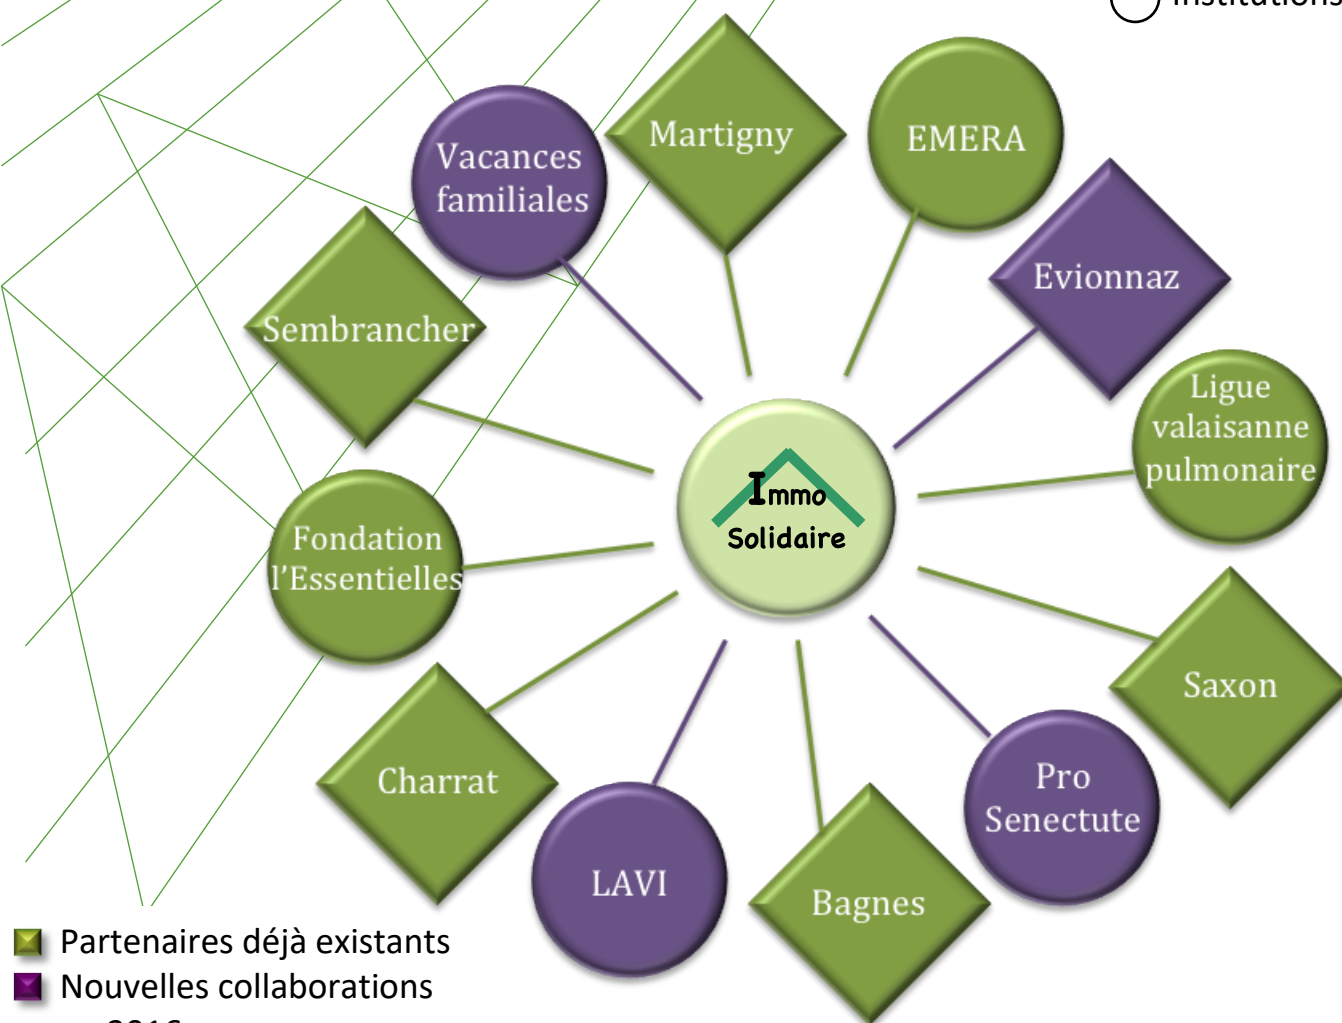 Institutions
Martigny
EMERA
Vacances
familiales
Evionnaz
Sembrancher
Ligue
valaisanne
pulmonaire
Immo
Solidaire
Fondation
l'Essentielles
Saxon
Charrat
Pro
Senectute
LAVI
Bagnes
Partenaires déjà existants
Nouvelles collaborations